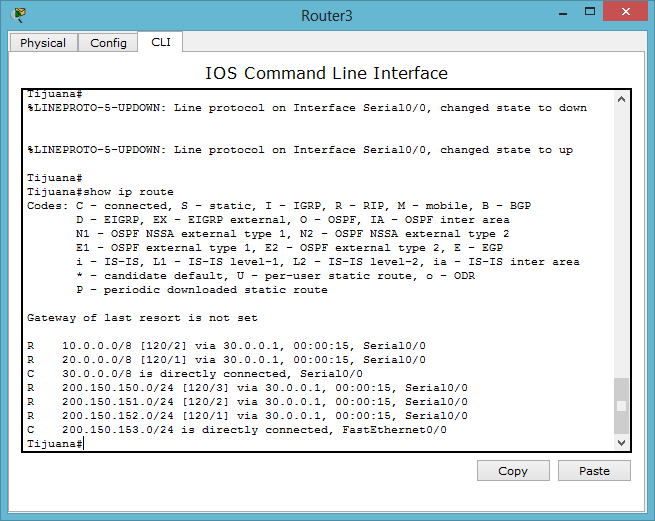 Router3
Physical Config CLI
IOS Command Line Interface
Tijuana#
%LINEPROTO-5-UPDOWN: Line protocol on Interface Serial0/0, changed state to down
%LINEPROTO-5-UPDOWN: Line protocol on Interface Serial0/0, changed state to up
Tijuana#
Tijuana#show ip route
Codes: C - connected, S - static, I - IGRP, R - RIP, M - mobile, B - BGP
D - EIGRP, EX - EIGRP external, O - OSPF, IA - OSPF inter area
N1 - OSPF NSSA external type 1, N2 - OSPF NSSA external type 2
E1 - OSPF external type 1, E2 - OSPF external type 2, E - EGP
i - IS-IS, L1 - IS-IS level-1, L2 - IS-IS level-2, ia - IS-IS inter area
* - candidate default, U - per-user static route, o - ODR
P - periodic downloaded static route
Gateway of last resort is not set
R 10.0.0.0/8 [120/2] via 30.0.0.1, 00:00:15, Serial0/0
R 20.0.0.0/8 [120/1] via 30.0.0.1, 00:00:15, Serial0/0
C 30.0.0.0/8 is directly connected, Serial0/0
R 200.150.150.0/24 [120/3] via 30.0.0.1, 00:00:15, Serial0/0
R 200.150.151.0/24 [120/2] via 30.0.0.1, 00:00:15, Serial0/0
R 200.150.152.0/24 [120/1] via 30.0.0.1, 00:00:15, Serial0/0
C 200.150.153.0/24 is directly connected, FastEthernet0/0
Tijuana#
Copy Paste